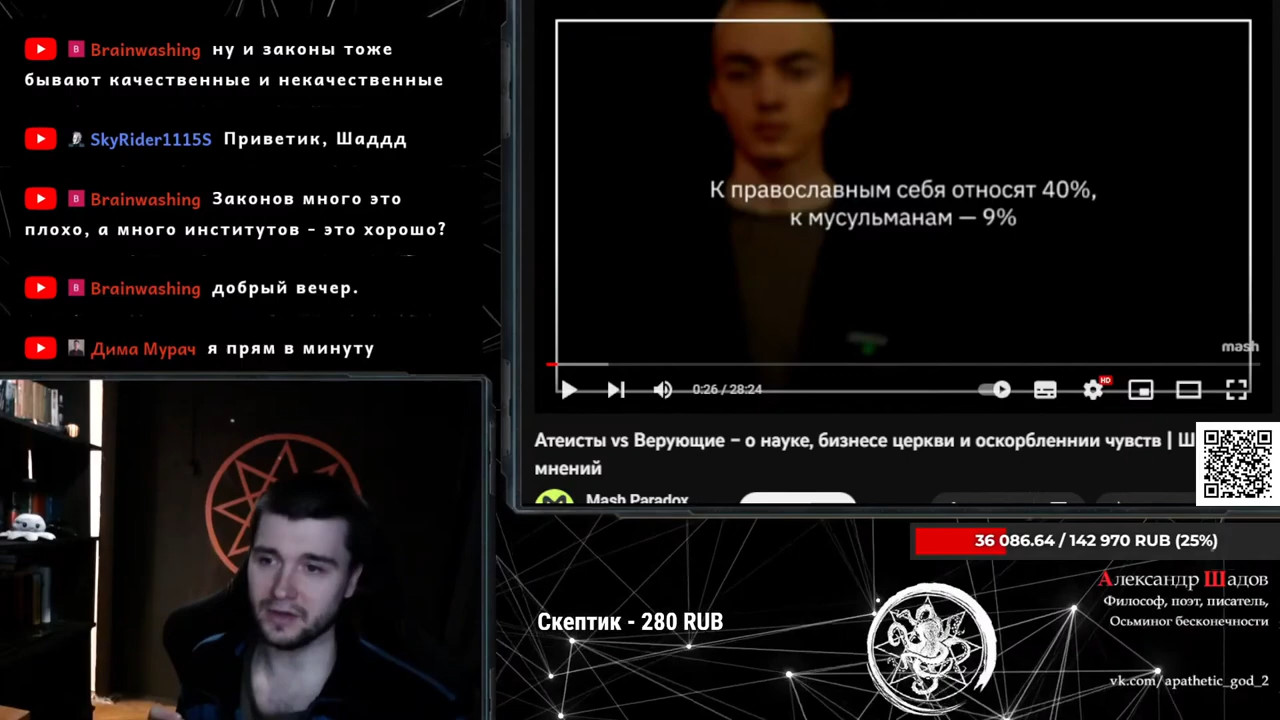 Brainwashing ну и законы тоже
бывают качественные и некачественные
SkyRider1115S Приветик, Шаддд
Brainwashing Законов много это
плохо, а много институтов - это хорошо?
Brainwashing добрый вечер.
Дима Мурач я прям в минуту
К православным себя относят 40%,
к мусульманам — 9%
mash
0:26 / 28:24
HD
Атеисты vs Верующие – о науке, бизнесе церкви и оскорбленнии чувств | Ш
мнений
Mash Paradox
36 086.64 / 142 970 RUB (25%)
Александр Шадов
Философ, поэт, писатель,
Осьминог бесконечности
Скептик - 280 RUB
vk.com/apathetic_god_2